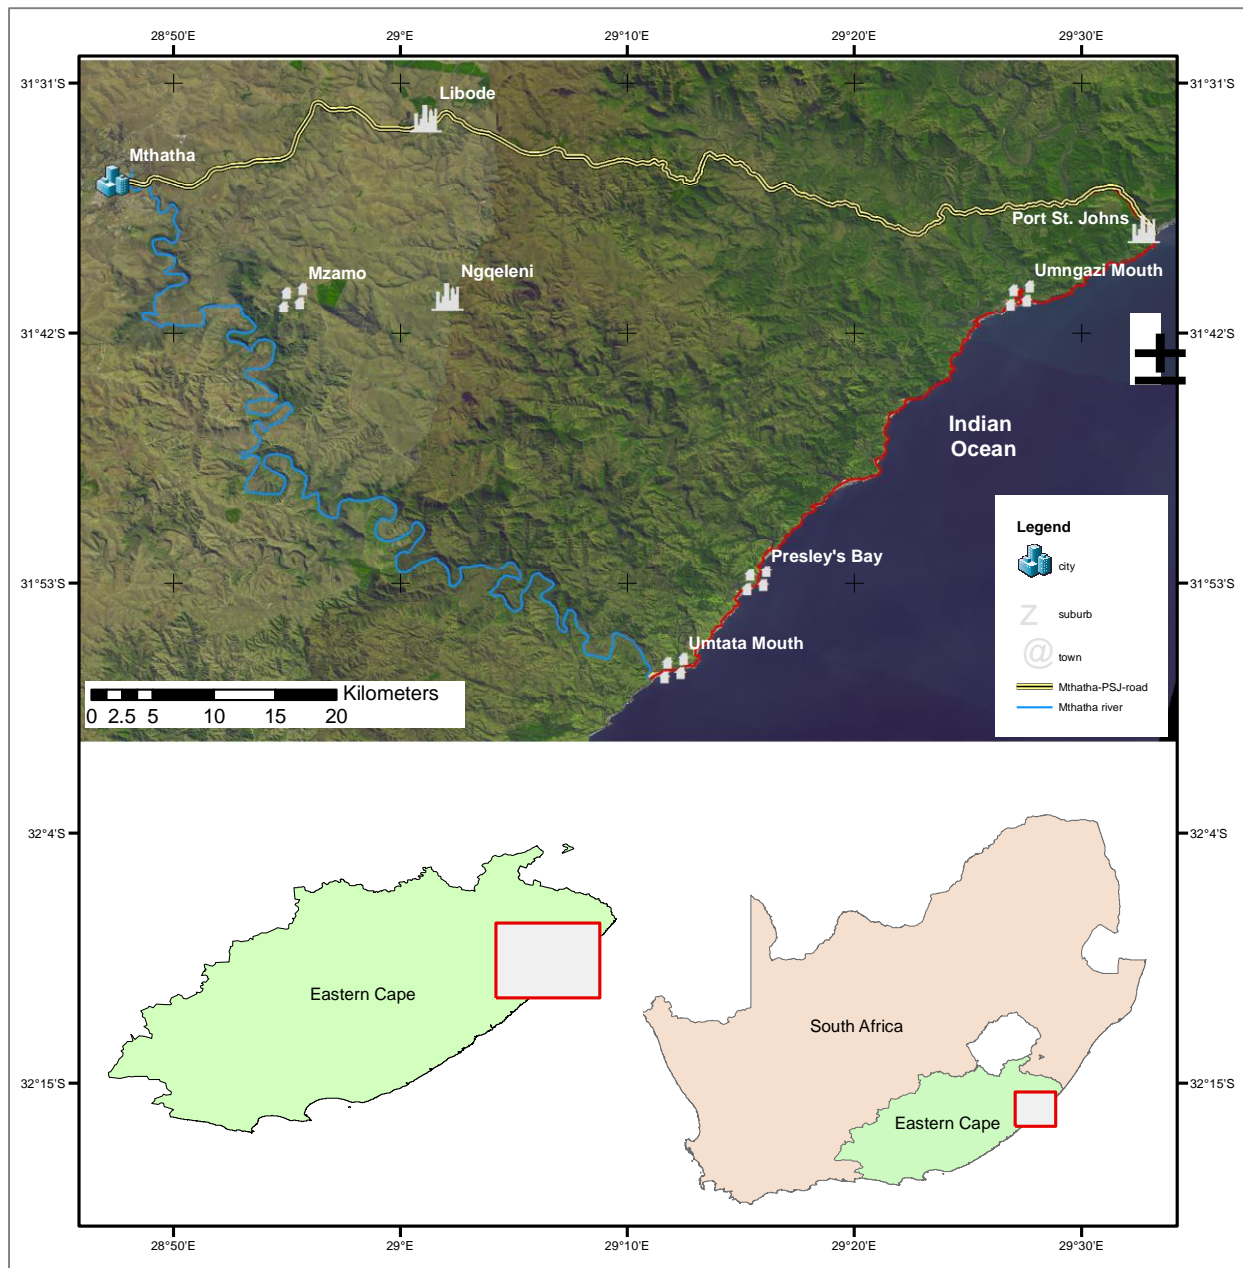 28°50'E 29°E 29°10'E 29°20'E 29°30'E
31°31'S 31°31'S
Libode
Mthatha
Port St. Johns
Mzamo Ngqeleni Umngazi Mouth
31°42'S 31°42'S
Indian
Ocean
Legend
city
suburb
town
Mthatha-PSJ-road
Mthatha river
Z
@
Presley's Bay
31°53'S 31°53'S
Umtata Mouth
Kilometers
0 2.5 5 10 15 20
32°4'S 32°4'S
Eastern Cape
South Africa
32°15'S 32°15'S
Eastern Cape
28°50'E 29°E 29°10'E 29°20'E 29°30'E